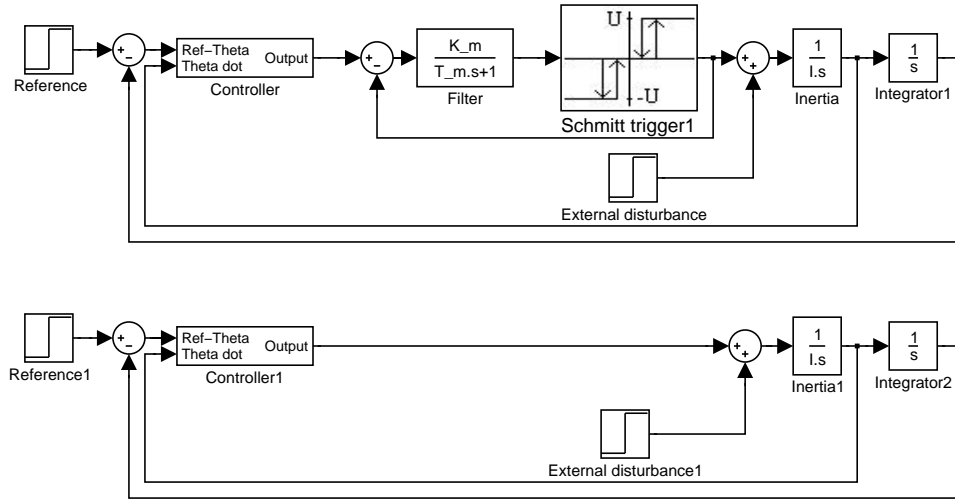 Reference
+
−
Ref−Theta
Theta dot
Output
Controller
+
−
K_m
T_m.s+1
Filter
U
-U
Schmitt trigger1
+
+
1
I.s
Inertia
1
s
Integrator1
External disturbance
Reference1
+
−
Ref−Theta
Theta dot
Output
Controller1
+
+
1
I.s
Inertia1
1
s
Integrator2
External disturbance1